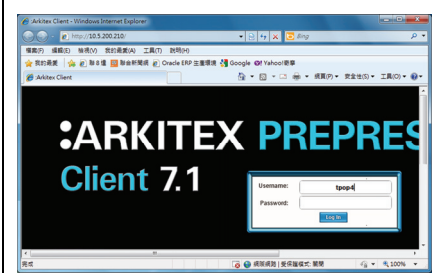 Arkitex Client - Windows Internet Explorer
http://10.5.200.210/
Bing
檔案(F) 編輯(E) 檢視(V) 我的最愛(A) 工具(T) 說明(H)
我的最愛 聯合新聞網 Oracle ERP 生產環境 Google Yahoo!奇摩
Arkitex Client
網頁(P) 安全性(S) 工具(O)
:ARKITEX PREPRES
Client 7.1
Username: tpop4
Password:
Log In
完成
網際網路 | 受保護模式: 關閉
100%